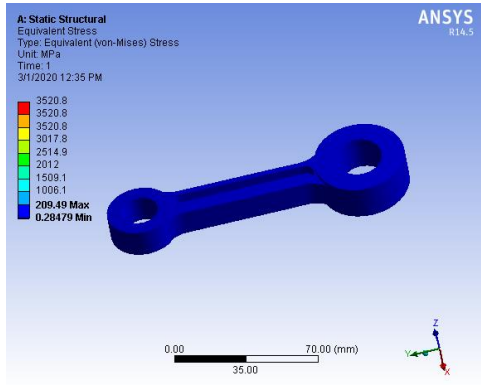 A: Static Structural
Equivalent Stress
Type: Equivalent (von-Mises) Stress
Unit: MPa
Time: 1
3/1/2020 12:35 PM
3520.8
3520.8
3520.8
3017.8
2514.9
2012
1509.1
1006.1
209.49 Max
0.28479 Min
ANSYS
R14.5
0.00
70.00 (mm)
35.00
Z
Y
X